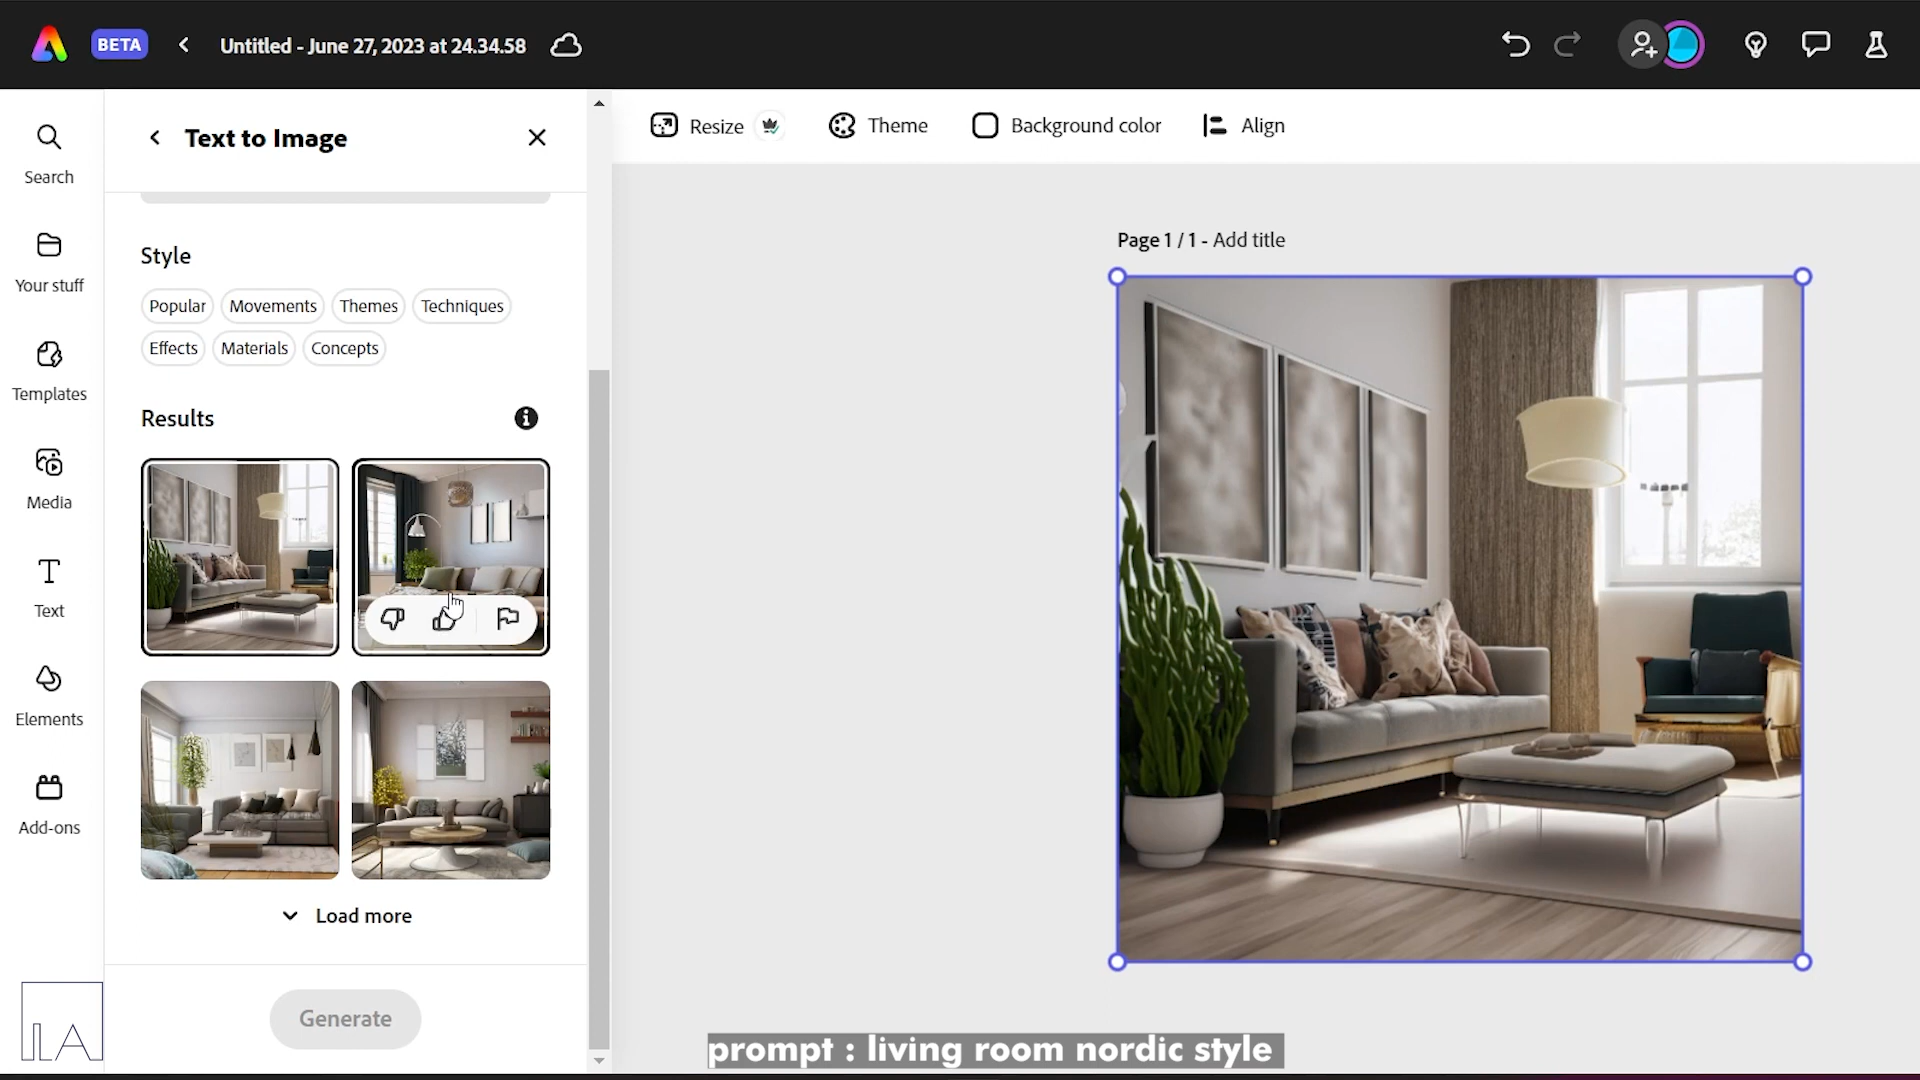 BETA
Untitled - June 27, 2023 at 24.34.58
Search
Your stuff
Templates
Media
Text
Elements
Add-ons
Text to Image
Style
Popular
Movements
Themes
Techniques
Effects
Materials
Concepts
Results
Load more
Generate
Resize
Theme
Background color
Align
Page 1 / 1 - Add title
prompt : living room nordic style
ILA